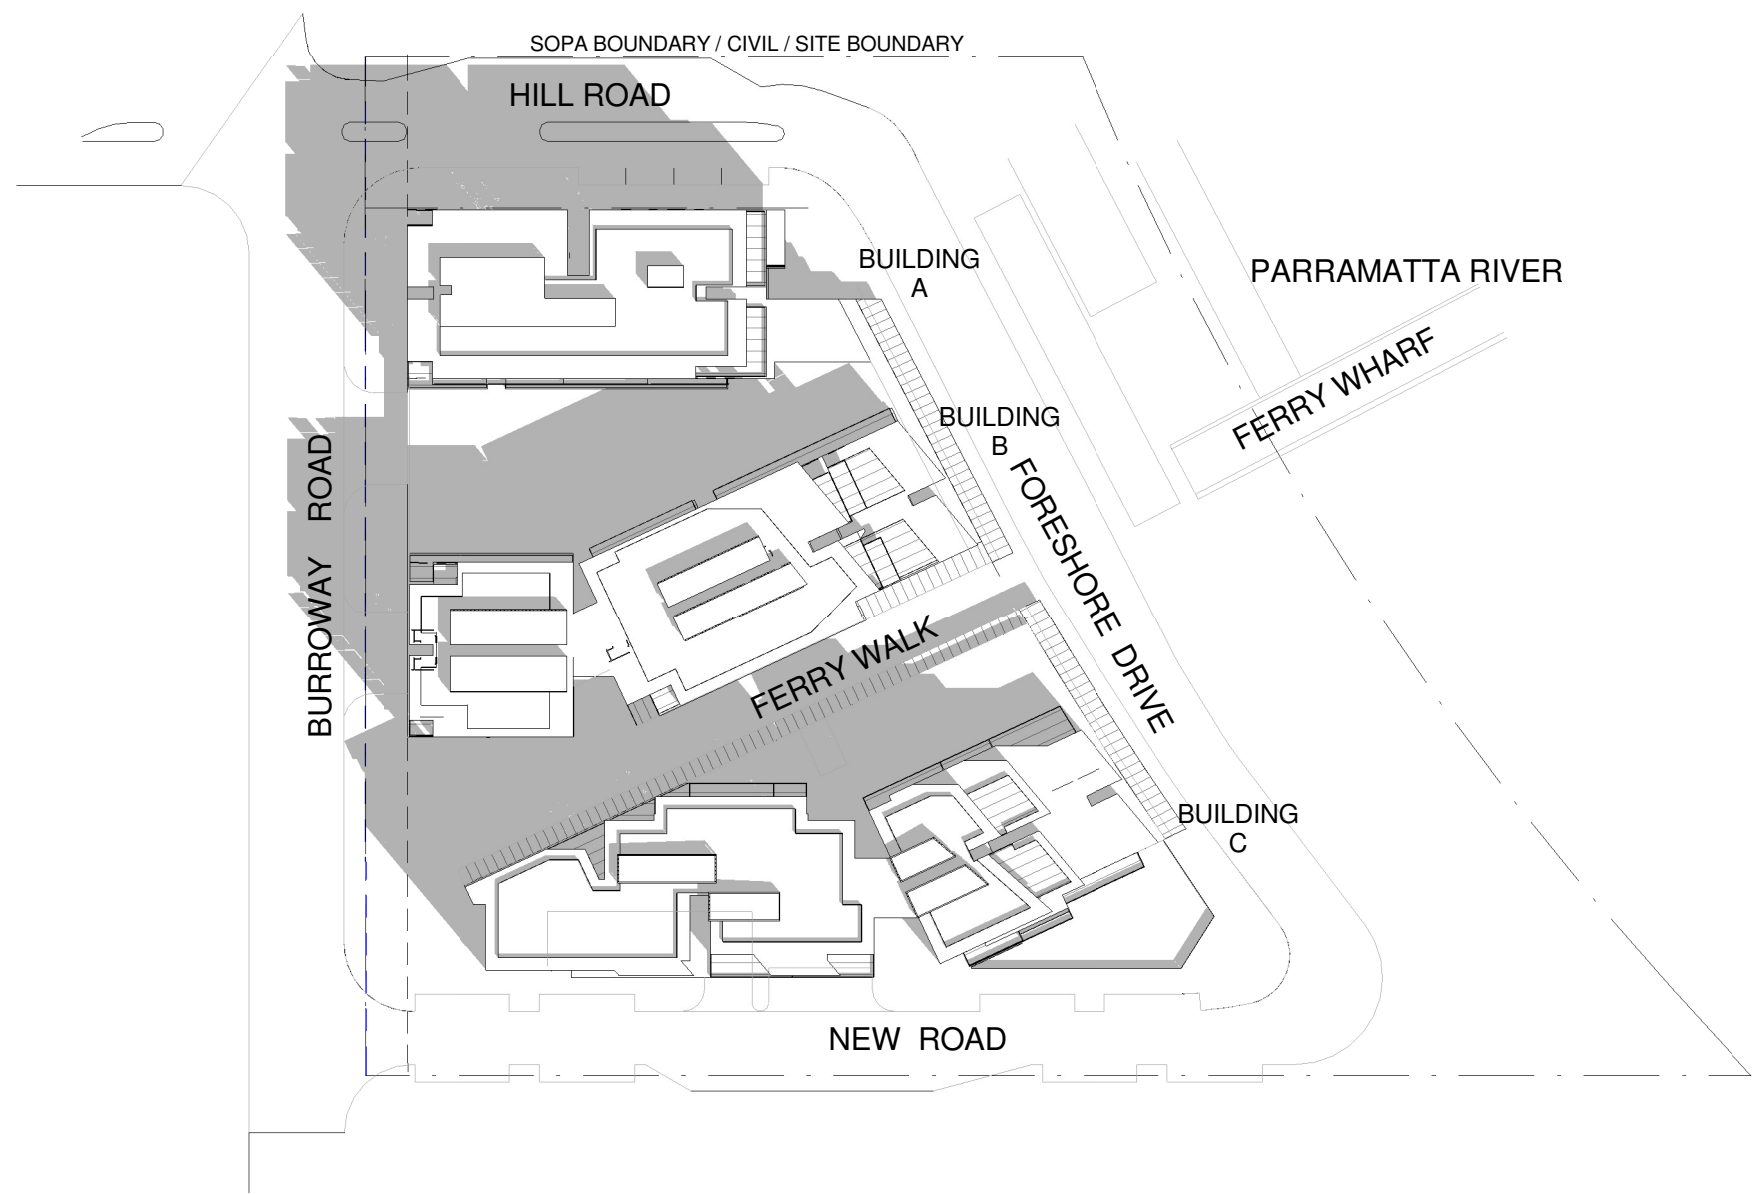 SOPA BOUNDARY / CIVIL / SITE BOUNDARY
HILL ROAD
BUILDING
A
PARRAMATTA RIVER
FERRY WHARF
BUILDING
B
FORESHORE DRIVE
BURROWAY ROAD
FERRY WALK
BUILDING
C
NEW ROAD